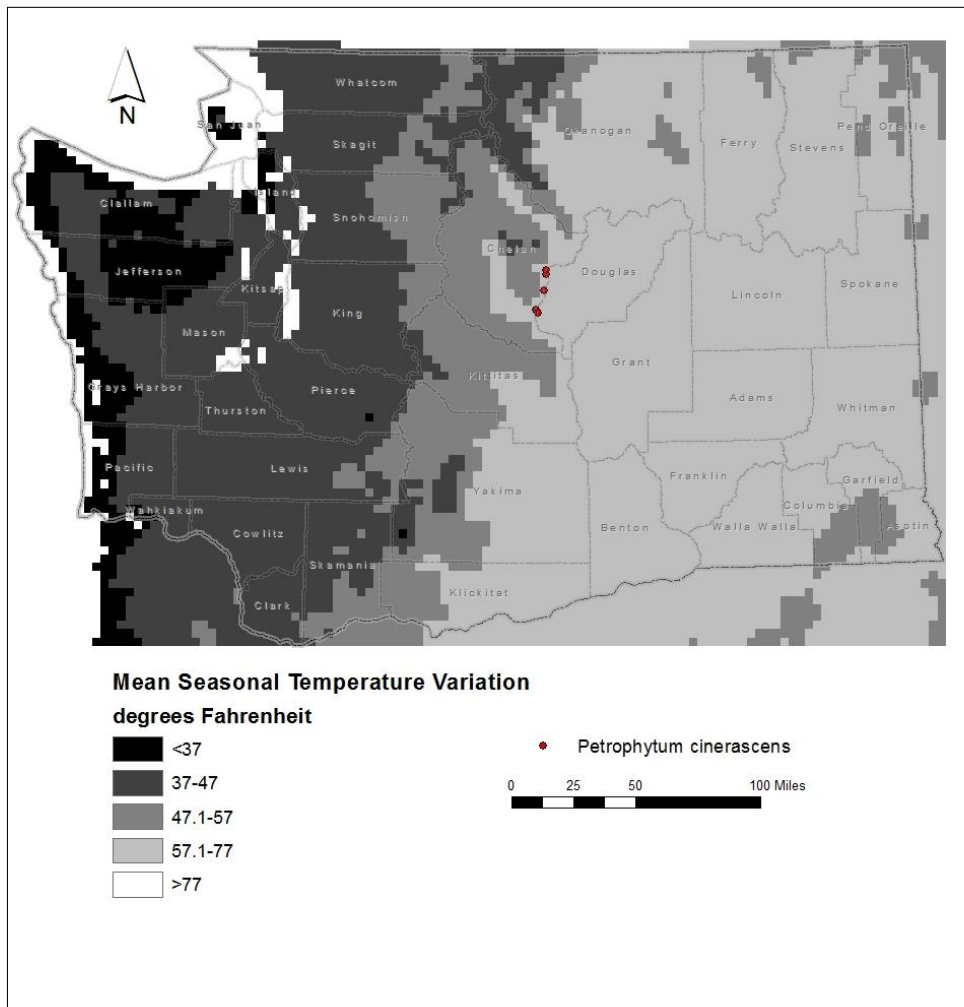 N
Whatcom
San Juan
Okanogan
Pend Oreille
Ferry
Stevens
Skagit
Island
Clallam
Snohomish
Chelan
Douglas
Jefferson
Kitsap
Lincoln
Spokane
King
Mason
Grant
Kittitas
Grays Harbor
Pierce
Adams
Thurston
Whitman
Pacific
Lewis
Yakima
Franklin
Garfield
Columbia
Wahkiakum
Benton
Walla Walla
Asotin
Cowlitz
Skamania
Klickitat
Clark
Mean Seasonal Temperature Variation
degrees Fahrenheit
<37
37-47
47.1-57
57.1-77
>77
Petrophytum cinerascens
0 25 50 100 Miles